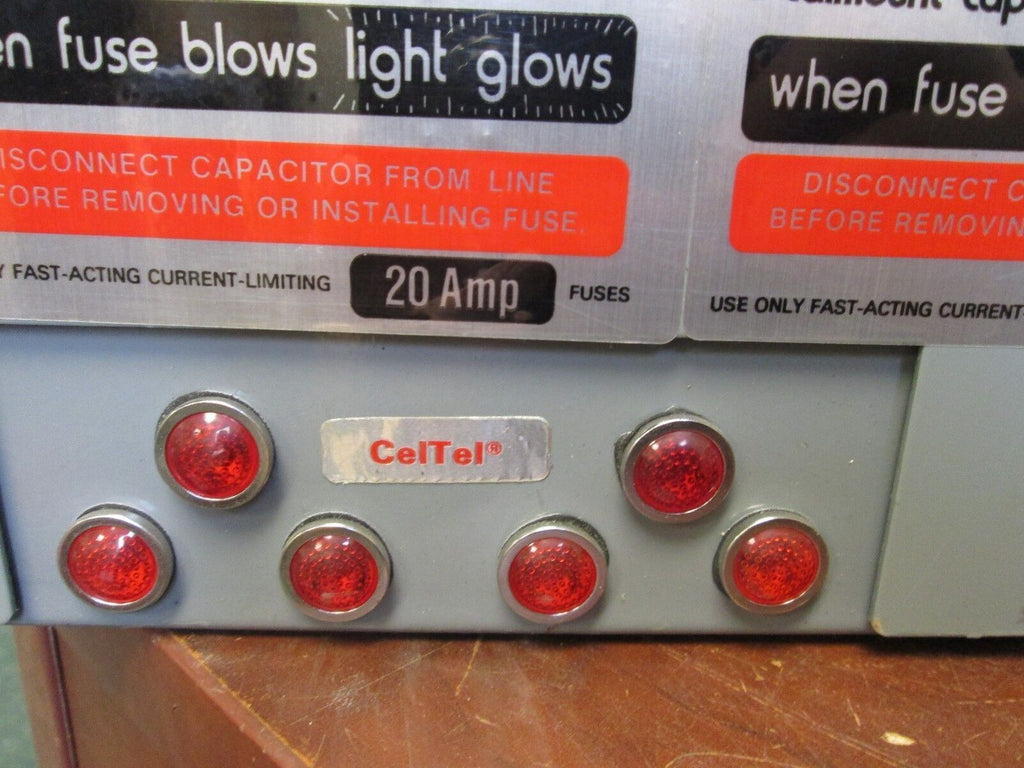 en fuse blows light glows
ISCONNECT CAPACITOR FROM LINE
FORE REMOVING OR INSTALLING FUSE.
Y FAST-ACTING CURRENT-LIMITING 20 Amp FUSES
when fuse
DISCONNECT C
BEFORE REMOVIN
USE ONLY FAST-ACTING CURRENT-
CelTel®